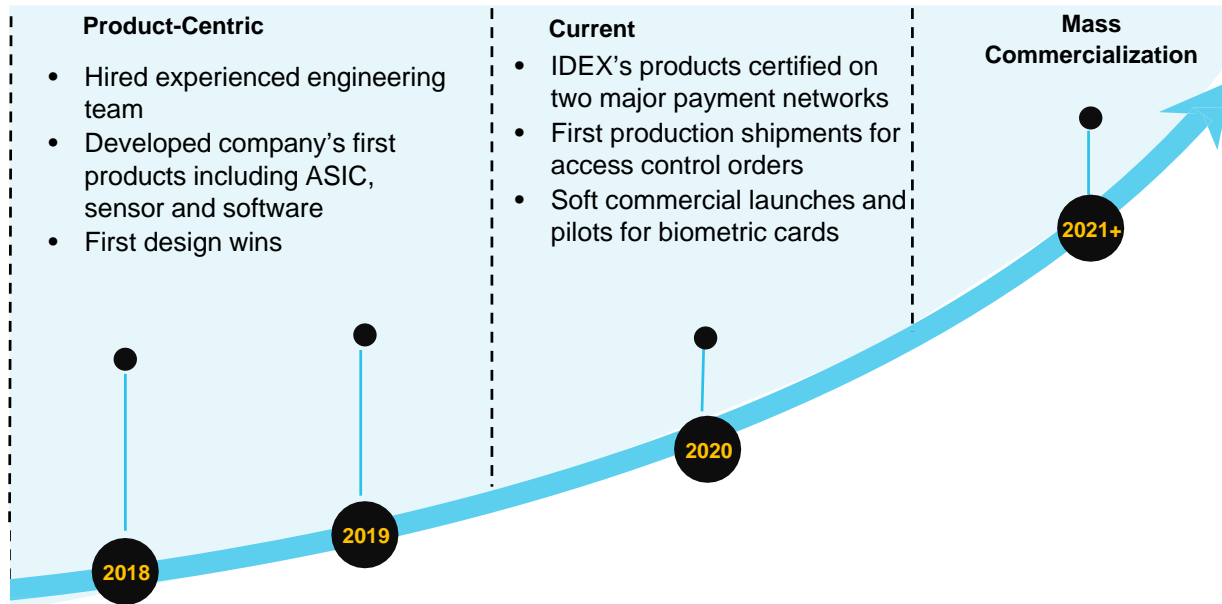 Product-Centric
• Hired experienced engineering
team
• Developed company’s first
products including ASIC,
sensor and software
• First design wins
Current
• IDEX’s products certified on
two major payment networks
• First production shipments for
access control orders
• Soft commercial launches and
pilots for biometric cards
Mass
Commercialization
2018
2019
2020
2021+